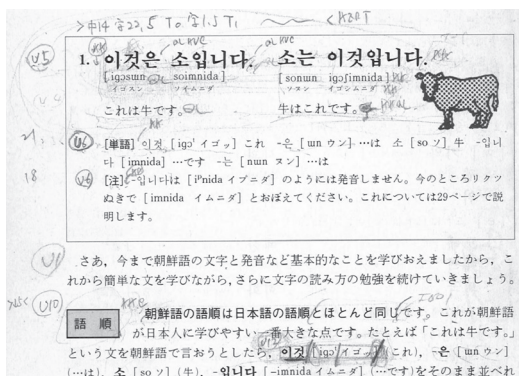 1. 이것은 소입니다. 소는 이것입니다.
[igɔsɯn soimnida] [sonɯn igɔʃimnida]
イゴスン ソイムニダ ソヌン イゴシムニダ
これは牛です。 牛はこれです。
[単語] 이것 [igɔʾ イゴッ] これ -은 [ɯn ウン]…は 소 [so ソ] 牛 -입니
다 [imnida] …です -는 [nɯn ヌン] …は
[注] -입니다は [iᵖnida イプニダ] のようには発音しません。今のところリクツ
ぬきで [imnida イムニダ] とおぼえてください。これについては29ページで説
明します。
さあ、今まで朝鮮語の文字と発音など基本的なことを学びおえましたから、こ
れから簡単な文を学びながら、さらに文字の読み方の勉強を続けていきましょう。
語 順
朝鮮語の語順は日本語の語順とほとんど同じです。これが朝鮮語
が日本人に学びやすい一番大きな点です。たとえば「これは牛です。」
という文を朝鮮語で言おうとしたら、이것 [igɔʾ イゴッ] (これ)、-은 [ɯn ウン]
(…は)、소 [so ソ] (牛)、-입니다 [-imnida イムニダ] (…です)をそのまま並べれ